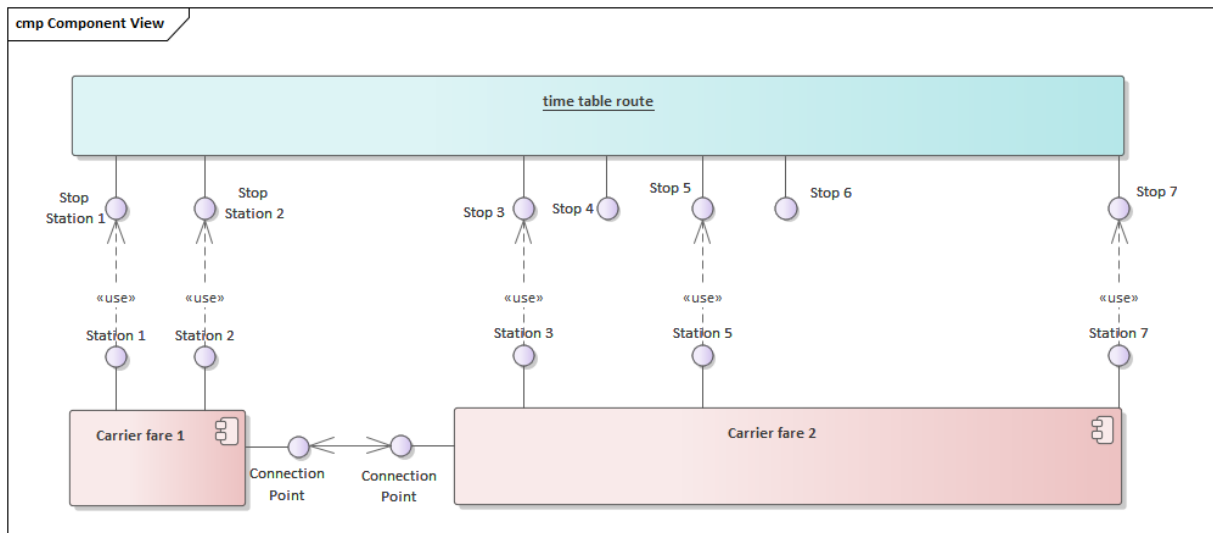 cmp Component View
time table route
Stop
Station 1
Stop
Station 2
Stop 3
Stop 4
Stop 5
Stop 6
Stop 7
«use»
«use»
«use»
«use»
«use»
Station 1
Station 2
Station 3
Station 5
Station 7
Carrier fare 1
Carrier fare 2
Connection
Point
Connection
Point